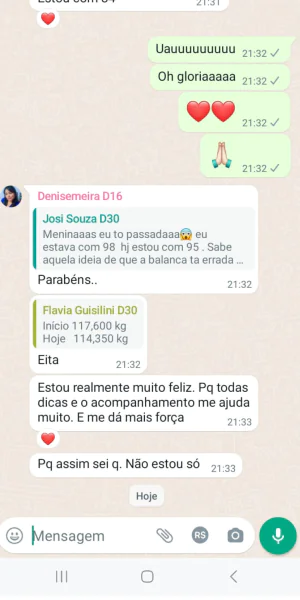 Estou com 84
21:31
Uauuuuuuuuu 21:32
Oh gloriaaaaa 21:32
21:32
21:32
Denisemeira D16
Josi Souza D30
Meninaaas eu to passadaaa😱 eu
estava com 98 hj estou com 95 . Sabe
aquela ideia de que a balanca ta errada ...
Parabéns..
21:32
Flavia Guisilini D30
Início 117,600 kg
Hoje 114,350 kg
Eita
21:32
Estou realmente muito feliz. Pq todas
dicas e o acompanhamento me ajuda
muito. E me dá mais força
21:33
Pq assim sei q. Não estou só 21:33
Hoje
Mensagem
RS